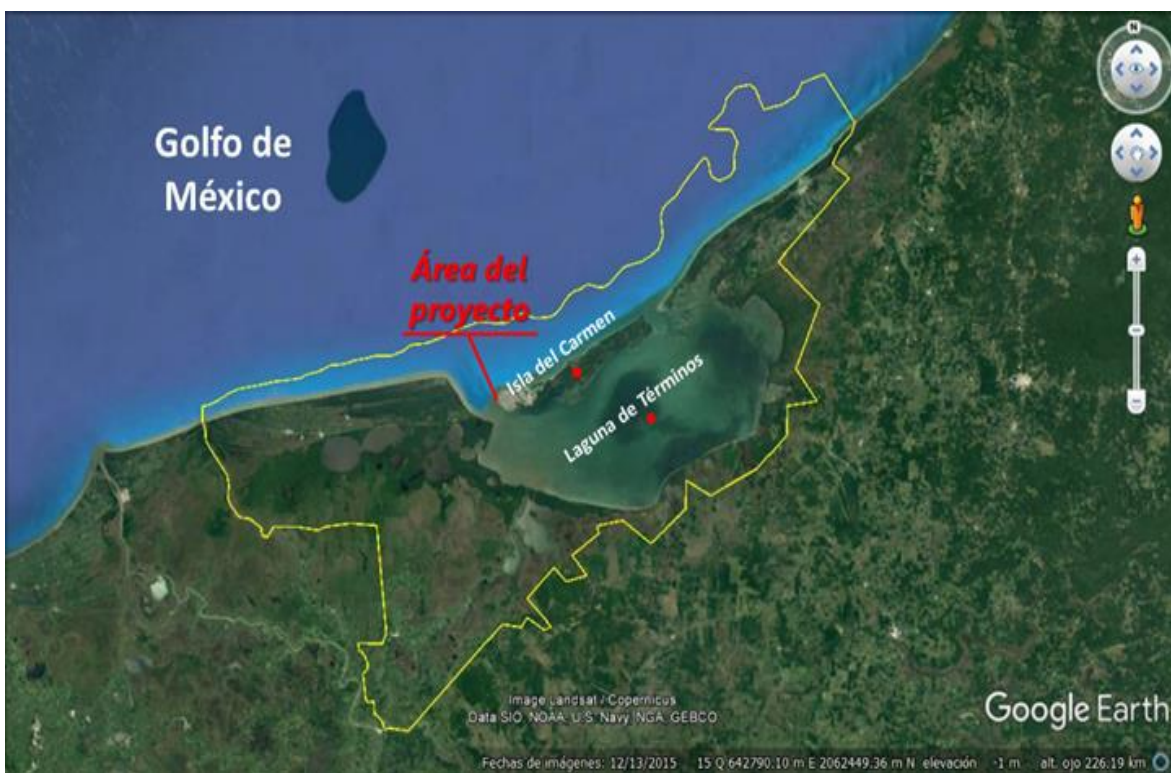 N
Golfo de
México
Área del
proyecto
Isla del Carmen
Laguna de Términos
Image Landsat / Copernicus
Data SIO, NOAA, U.S. Navy, NGA, GEBCO
Google Earth
Fechas de imágenes: 12/13/2015 15 Q 642790.10 m E 2062449.36 m N elevación -1 m alt. ojo 226.19 km